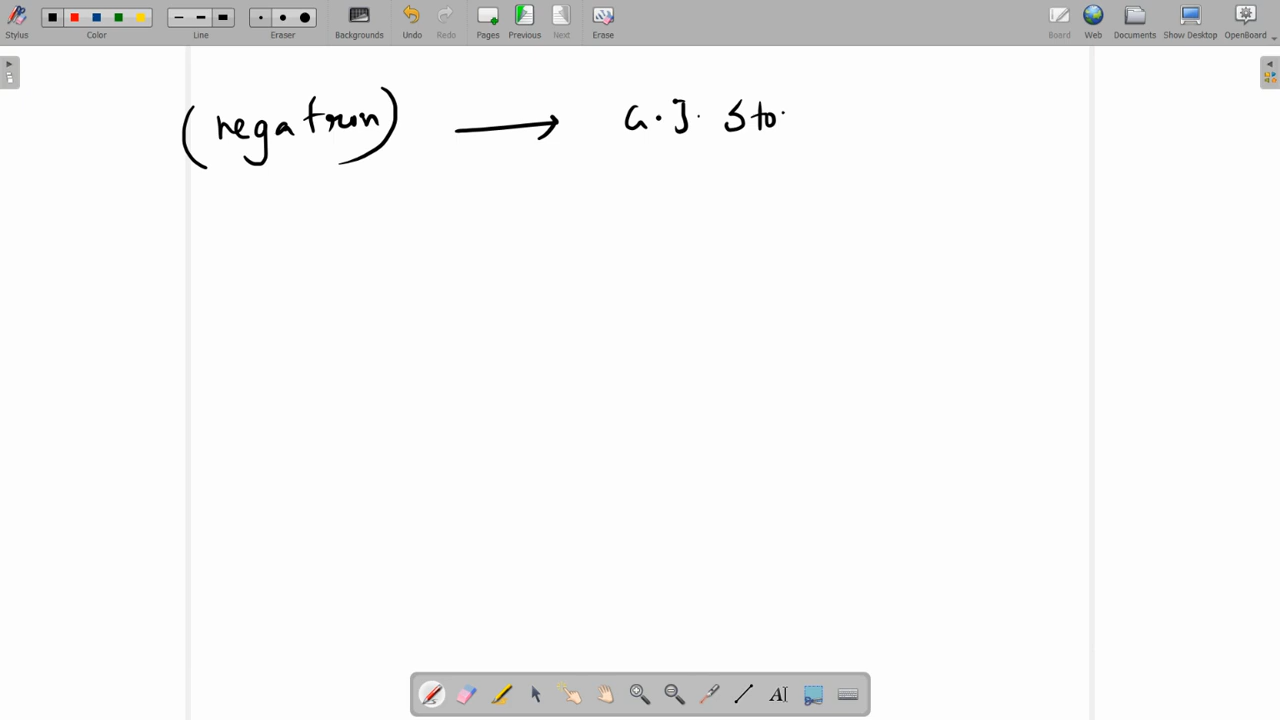 Stylus Color Line Eraser Backgrounds Undo Redo Pages Previous Next Erase Board Web Documents Show Desktop OpenBoard
(negatron) → G.J. Sto